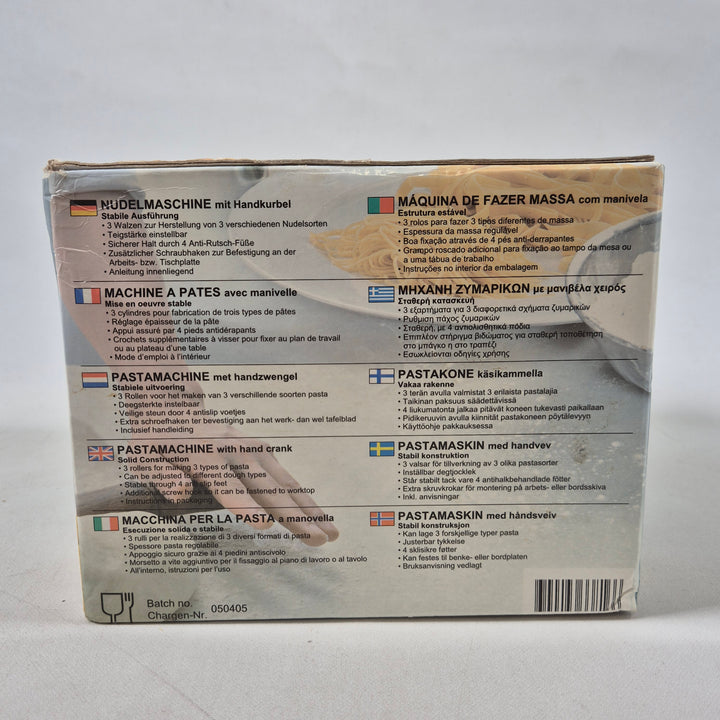 NUDELMASCHINE mit Handkurbel
Stabile Ausführung
• 3 Walzen zur Herstellung von 3 verschiedenen Nudelsorten
• Teigstärke einstellbar
• Sicherer Halt durch 4 Anti-Rutsch-Füße
• Zusätzlicher Schraubhaken zur Befestigung an der
Arbeits- bzw. Tischplatte
• Anleitung innenliegend
MACHINE A PATES avec manivelle
Mise en oeuvre stable
• 3 cylindres pour fabrication de trois types de pâtes
• Réglage épaisseur de la pâte
• Appui assuré par 4 pieds antidérapants
• Crochets supplémentaires à visser pour fixer au plan de travail
ou au plateau d'une table
• Mode d'emploi à l'intérieur
PASTAMACHINE met handzwengel
Stabiele uitvoering
• 3 Rollen voor het maken van 3 verschillende soorten pasta
• Deegsterkte instelbaar
• Veilige steun door 4 antislip voetjes
• Extra schroefhaken ter bevestiging aan het werk- dan wel tafelblad
• Inclusief handleiding
PASTAMACHINE with hand crank
Solid Construction
• 3 rollers for making 3 types of pasta
• Can be adjusted to different dough types
• Stable through 4 anti-slip feet
• Additional screw hook so it can be fastened to worktop
• Instructions in packaging
MACCHINA PER LA PASTA a manovella
Esecuzione solida e stabile
• 3 rulli per la realizzazione di 3 diversi formati di pasta
• Spessore pasta regolabile
• Appoggio sicuro grazie ai 4 piedini antiscivolo
• Morsetto a vite aggiuntivo per il fissaggio al piano di lavoro o al tavolo
• All'interno, istruzioni per l'uso
Batch no.
Chargen-Nr. 050405
MÁQUINA DE FAZER MASSA com manivela
Estrutura estável
• 3 rolos para fazer 3 tipos diferentes de massa
• Espessura da massa regulável
• Boa fixação através de 4 pés anti-derrapantes
• Grampo roscado adicional para fixação ao tampo da mesa ou
a uma tábua de trabalho
• Instruções no interior da embalagem
ΜΗΧΑΝΗ ΖΥΜΑΡΙΚΩΝ με μανιβέλα χειρός
Σταθερή κατασκευή
• 3 εξαρτήματα για 3 διαφορετικά σχήματα ζυμαρικών
• Ρυθμιση πάχος ζυμαρικών
• Σταθερή, με 4 αντιολισθητικά πόδια
• Επιπλέον στήριγμα βιδώματος για σταθερή τοποθέτηση
στο μπάγκο η στο τραπέζι
• Εσωκλείονται οδηγίες χρήσης
PASTAKONE käsikammella
Vakaa rakenne
• 3 terän avulla valmistat 3 erilaista pastalajia
• Taikinan paksuus säädettävissä
• 4 liukumatonta jalkaa pitävät koneen tukevasti paikallaan
• Pidikeruuvin avulla kiinnität pastakoneen pöytälevyyn
• Käyttöohje pakkauksessa
PASTAMASKIN med handvev
Stabil konstruktion
• 3 valsar för tillverkning av 3 olika pastasorter
• Inställbar degtjocklek
• Står stabilt tack vare 4 antihalkbehandlade fötter
• Extra skruvkrokar för montering på arbets- eller bordsskiva
• Inkl. anvisningar
PASTAMASKIN med håndsveiv
Stabil konstruksjon
• Kan lage 3 forskjellige typer pasta
• Justerbar tykkelse
• 4 sklisikre føtter
• Kan festes til benke- eller bordplaten
• Bruksanvisning vedlagt